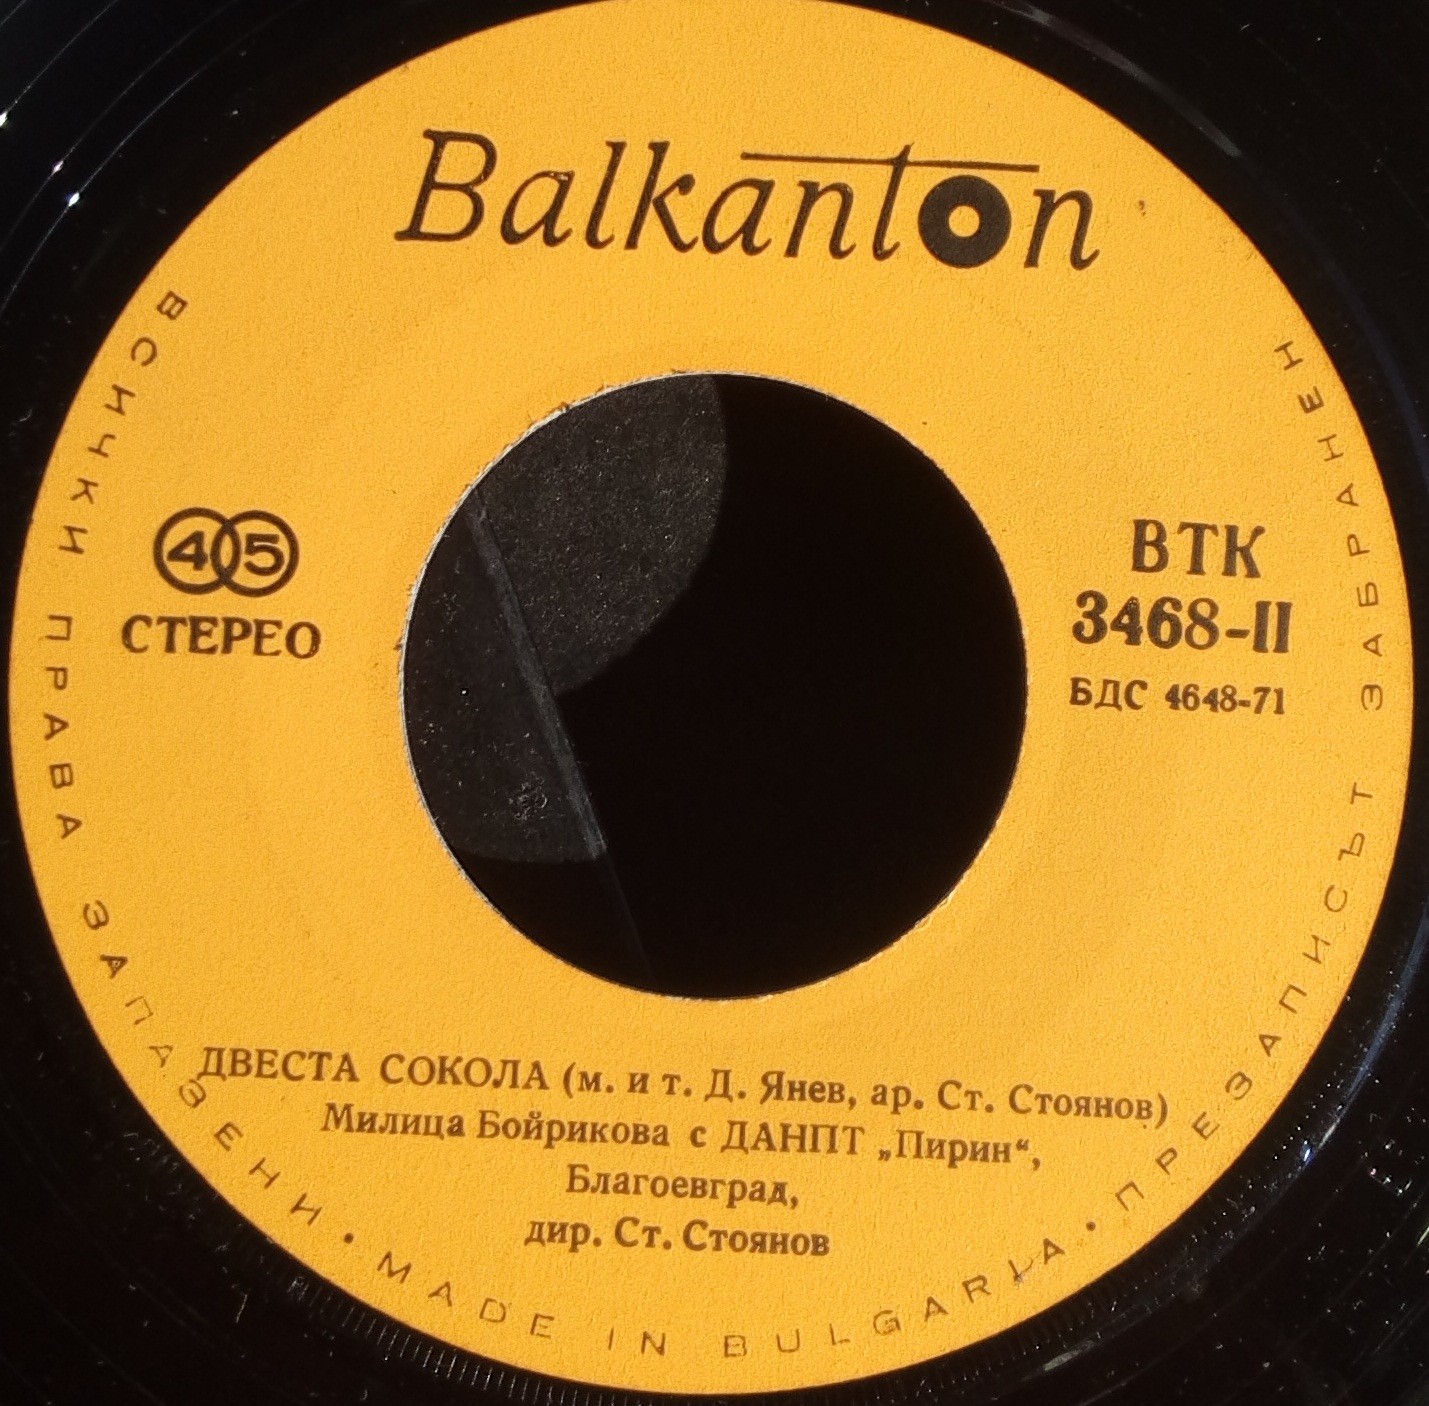 Balkanton
45
СТЕРЕО
ВТК
3468-II
БДС 4648-71
ДВЕСТА СОКОЛА (м. и т. Д. Янев, ар. Ст. Стоянов)
Милица Бойрикова с ДАНПТ „Пирин“,
Благоевград,
дир. Ст. Стоянов
ВСИЧКИ ПРАВА ЗАПАЗЕНИ • MADE IN BULGARIA • ПРЕЗАПИСЪТ ЗАБРАНЕН